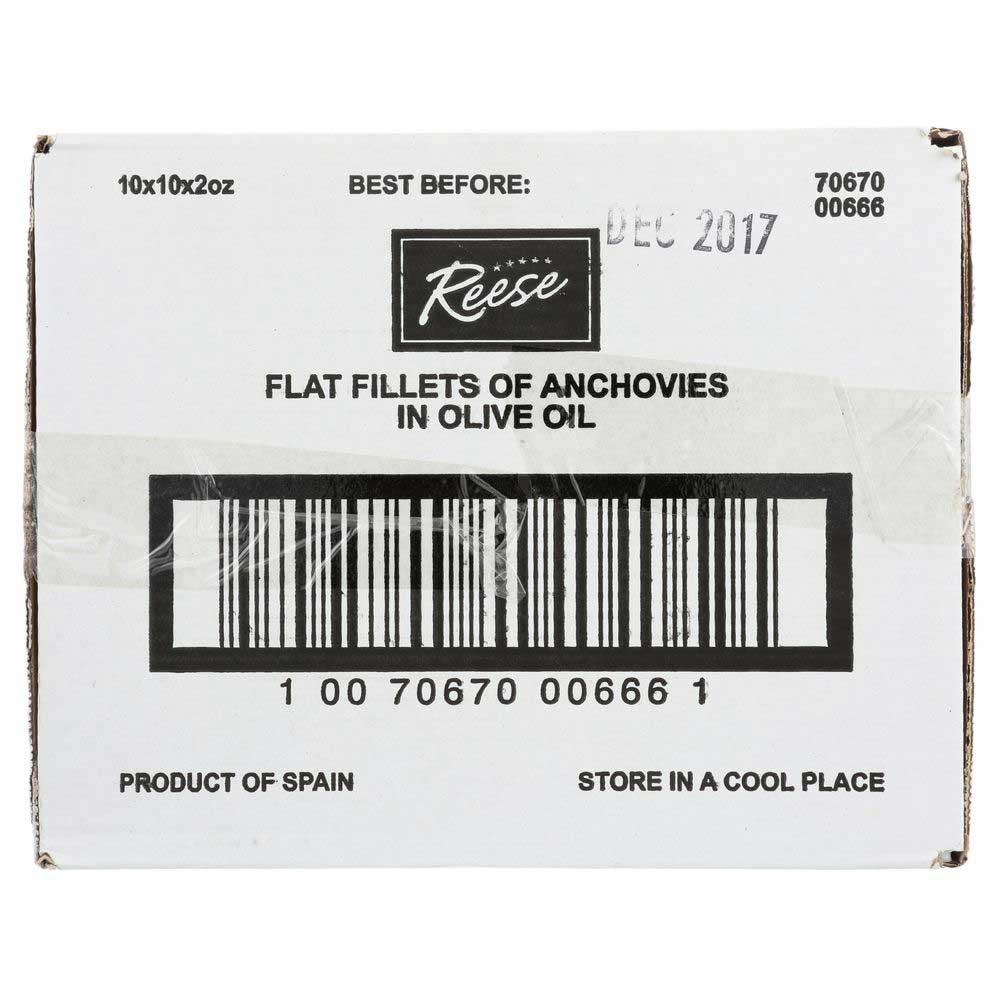 10x10x2oz BEST BEFORE: 70670
00666
DEC 2017
Reese
FLAT FILLETS OF ANCHOVIES
IN OLIVE OIL
1 00 70670 00666 1
PRODUCT OF SPAIN STORE IN A COOL PLACE